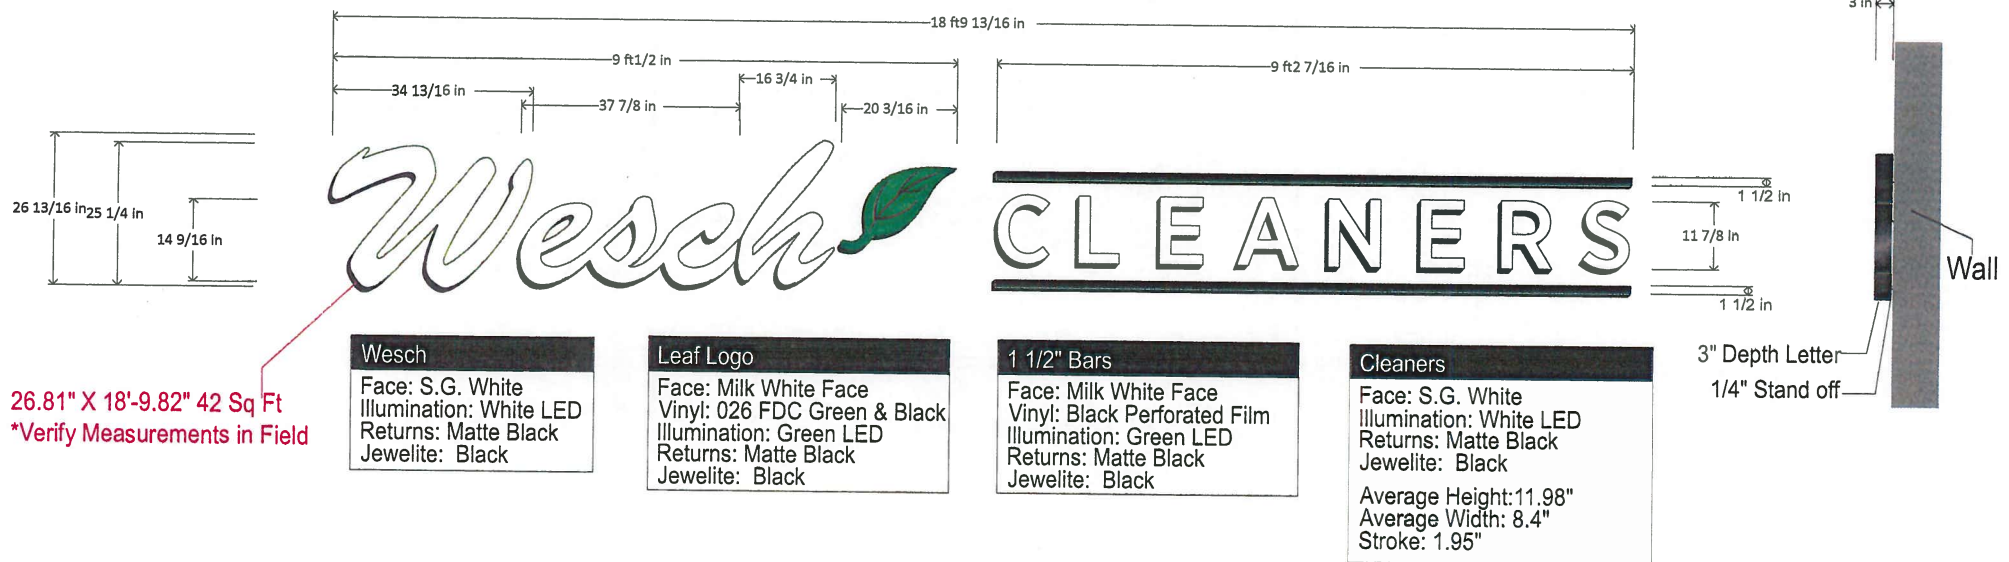 3 in
18 ft9 13/16 in
9 ft1/2 in
9 ft2 7/16 in
16 3/4 in
34 13/16 in
37 7/8 in
20 3/16 in
26 13/16 in
25 1/4 in
14 9/16 in
Wesch
CLEANERS
1 1/2 in
11 7/8 in
1 1/2 in
Wall
3" Depth Letter
1/4" Stand off
26.81" X 18'-9.82" 42 Sq Ft
*Verify Measurements in Field
Wesch
Face: S.G. White
Illumination: White LED
Returns: Matte Black
Jewelite: Black
Leaf Logo
Face: Milk White Face
Vinyl: 026 FDC Green & Black
Illumination: Green LED
Returns: Matte Black
Jewelite: Black
1 1/2" Bars
Face: Milk White Face
Vinyl: Black Perforated Film
Illumination: Green LED
Returns: Matte Black
Jewelite: Black
Cleaners
Face: S.G. White
Illumination: White LED
Returns: Matte Black
Jewelite: Black
Average Height:11.98"
Average Width: 8.4"
Stroke: 1.95"